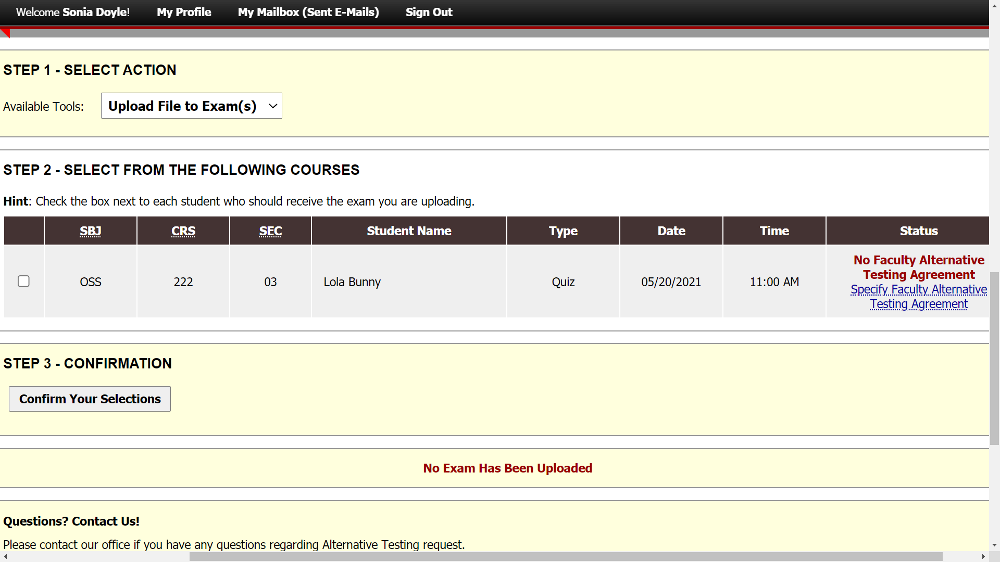 Welcome Sonia Doyle! My Profile My Mailbox (Sent E-Mails) Sign Out
STEP 1 - SELECT ACTION
Available Tools: Upload File to Exam(s)
STEP 2 - SELECT FROM THE FOLLOWING COURSES
Hint: Check the box next to each student who should receive the exam you are uploading.
SBJ CRS SEC Student Name Type Date Time Status
OSS 222 03 Lola Bunny Quiz 05/20/2021 11:00 AM No Faculty Alternative
Testing Agreement
Specify Faculty Alternative
Testing Agreement
STEP 3 - CONFIRMATION
Confirm Your Selections
No Exam Has Been Uploaded
Questions? Contact Us!
Please contact our office if you have any questions regarding Alternative Testing request.